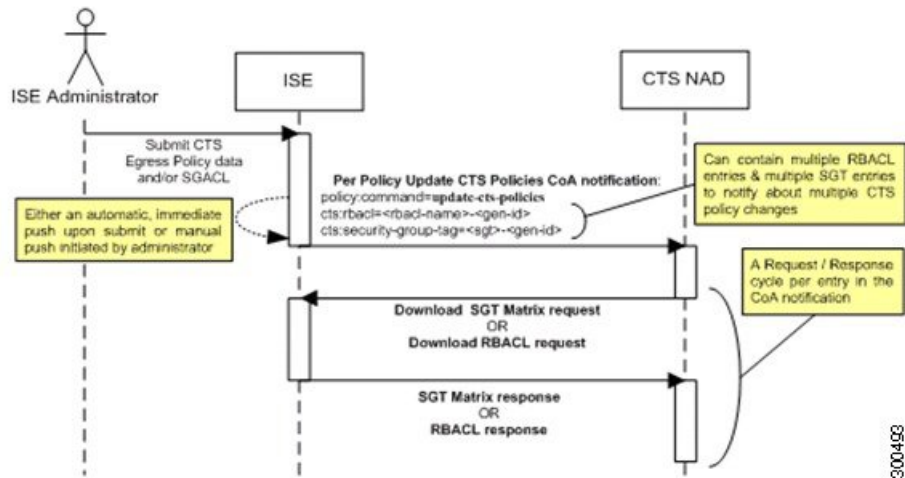 ISE Administrator
ISE
CTS NAD
Submit CTS
Egress Policy data
and/or SGACL
Per Policy Update CTS Policies CoA notification:
policy:command=update-cts-policies
cts:rbacl=<rbacl-name>-<gen-id>
cts:security-group-tag=<sgt>-<gen-id>
Can contain multiple RBACL
entries & multiple SGT entries
to notify about multiple CTS
policy changes
Either an automatic, immediate
push upon submit or manual
push initiated by administrator
A Request / Response
cycle per entry in the
CoA notification
Download SGT Matrix request
OR
Download RBACL request
SGT Matrix response
OR
RBACL response
300493